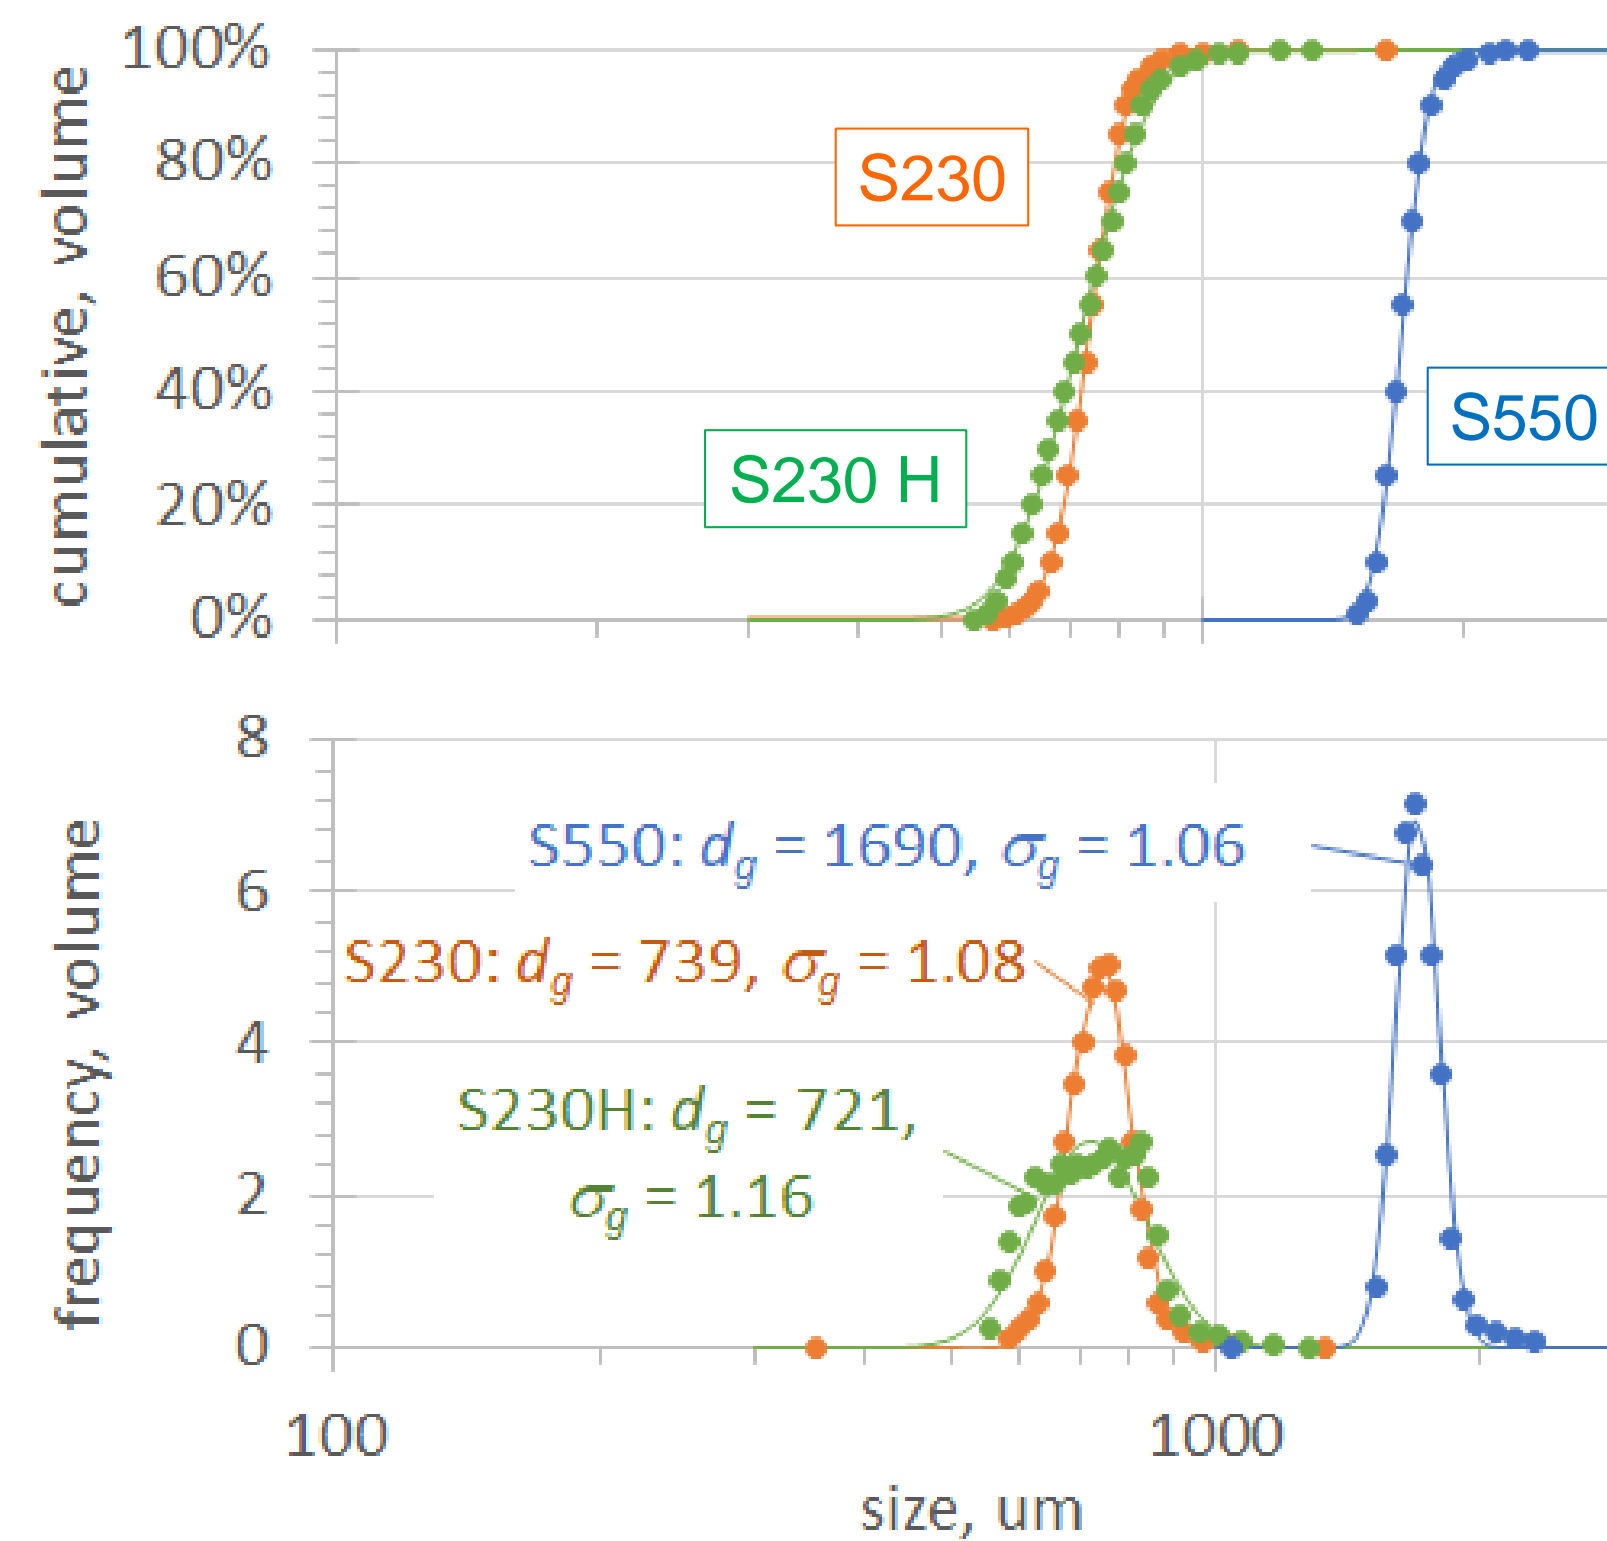 100%
80%
60%
40%
20%
0%
cumulative, volume
S230
S230 H
S550
8
6
4
2
0
frequency, volume
S550: dg = 1690, σg = 1.06
S230: dg = 739, σg = 1.08
S230H: dg = 721,
σg = 1.16
100
1000
size, um